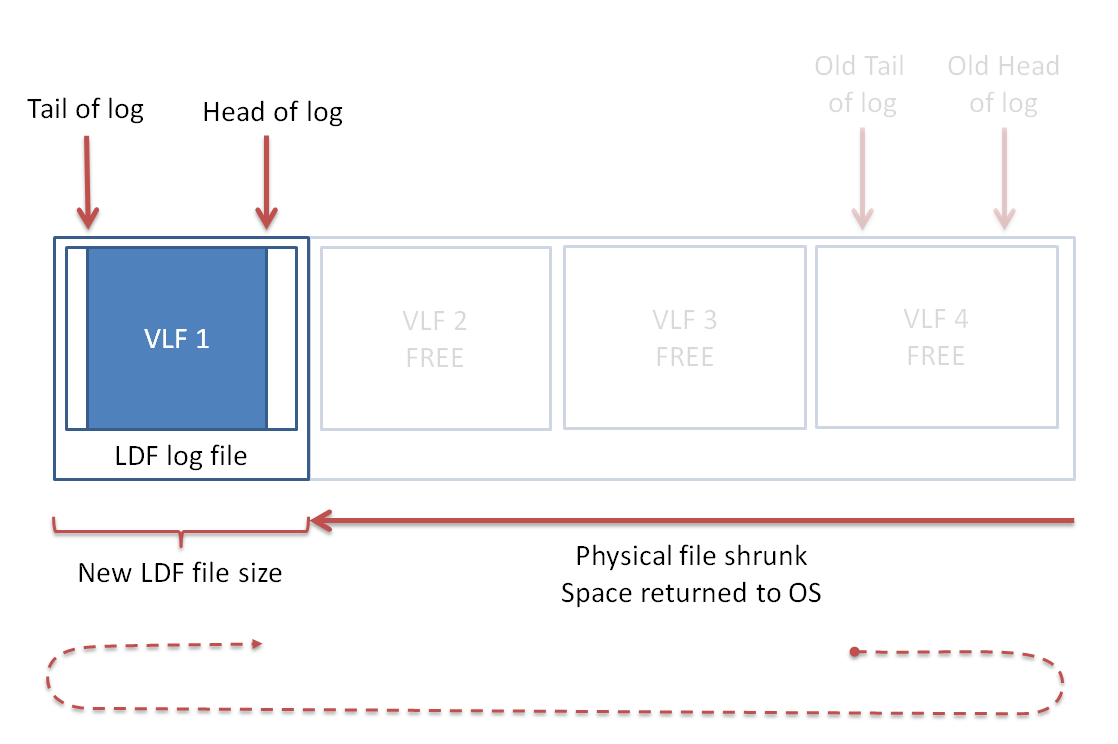 Old Tail
of log
Old Head
of log
Tail of log
Head of log
VLF 1
VLF 2
FREE
VLF 3
FREE
VLF 4
FREE
LDF log file
New LDF file size
Physical file shrunk
Space returned to OS